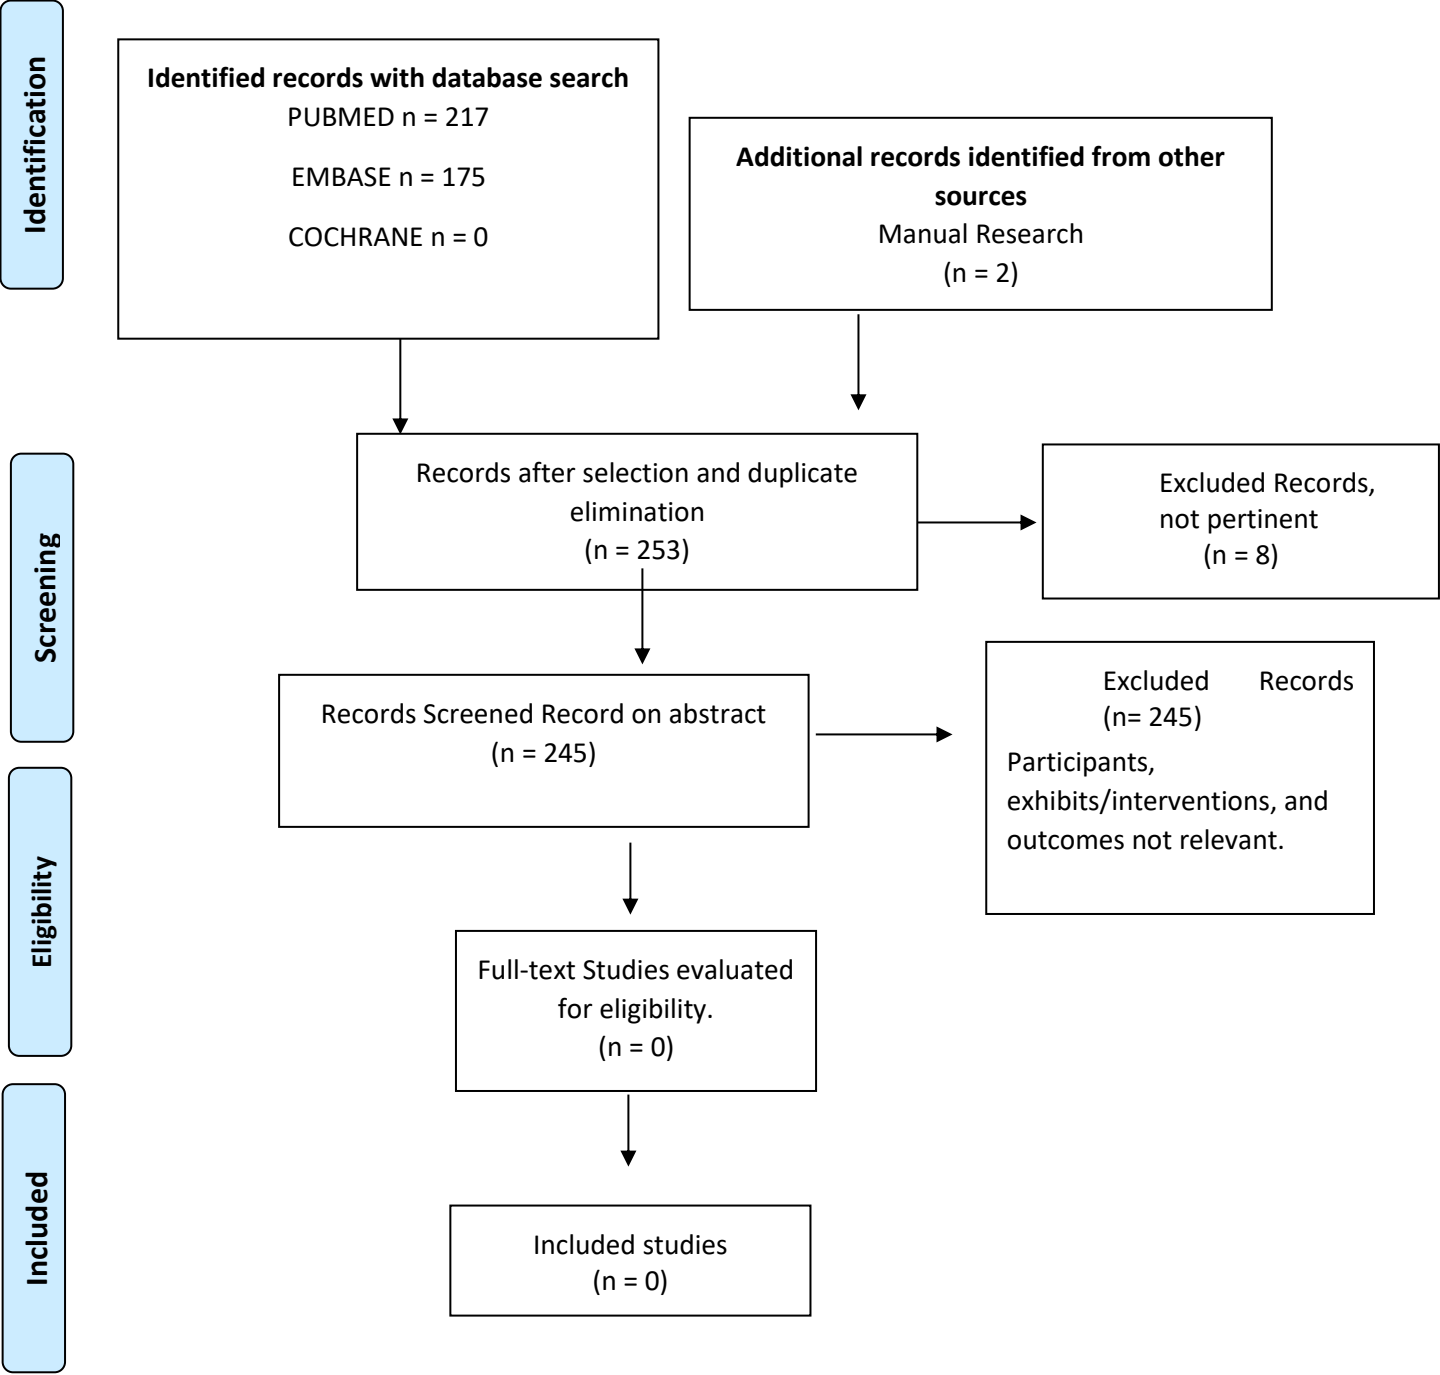 Identification
Identified records with database search
PUBMED n = 217
EMBASE n = 175
COCHRANE n = 0
Additional records identified from other
sources
Manual Research
(n = 2)
Screening
Records after selection and duplicate
elimination
(n = 253)
Excluded Records,
not pertinent
(n = 8)
Records Screened Record on abstract
(n = 245)
Excluded Records
(n= 245)
Participants,
exhibits/interventions, and
outcomes not relevant.
Eligibility
Full-text Studies evaluated
for eligibility.
(n = 0)
Included
Included studies
(n = 0)